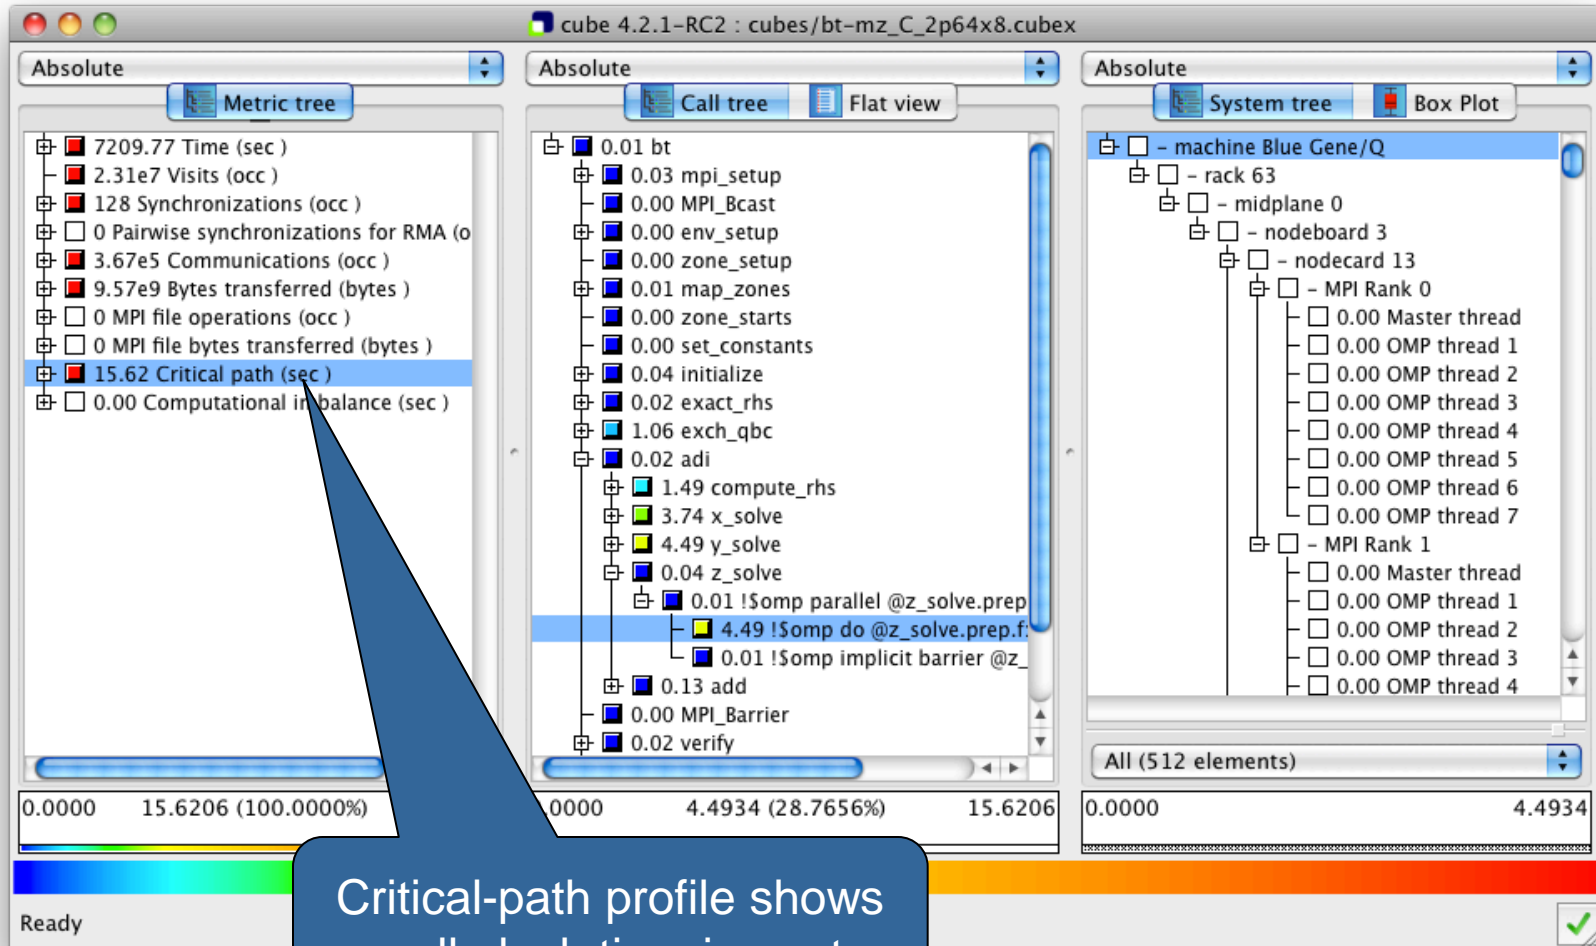 cube 4.2.1-RC2 : cubes/bt-mz_C_2p64x8.cubex
Absolute
Metric tree
7209.77 Time (sec )
2.31e7 Visits (occ )
128 Synchronizations (occ )
0 Pairwise synchronizations for RMA (o
3.67e5 Communications (occ )
9.57e9 Bytes transferred (bytes )
0 MPI file operations (occ )
0 MPI file bytes transferred (bytes )
15.62 Critical path (sec )
0.00 Computational imbalance (sec )
0.0000 15.6206 (100.0000%)
Absolute
Call tree Flat view
0.01 bt
0.03 mpi_setup
0.00 MPI_Bcast
0.00 env_setup
0.00 zone_setup
0.01 map_zones
0.00 zone_starts
0.00 set_constants
0.04 initialize
0.02 exact_rhs
1.06 exch_qbc
0.02 adi
1.49 compute_rhs
3.74 x_solve
4.49 y_solve
0.04 z_solve
0.01 !$omp parallel @z_solve.prep
4.49 !$omp do @z_solve.prep.f
0.01 !$omp implicit barrier @z_
0.13 add
0.00 MPI_Barrier
0.02 verify
.0000 4.4934 (28.7656%) 15.6206
Absolute
System tree Box Plot
– machine Blue Gene/Q
– rack 63
– midplane 0
– nodeboard 3
– nodecard 13
– MPI Rank 0
0.00 Master thread
0.00 OMP thread 1
0.00 OMP thread 2
0.00 OMP thread 3
0.00 OMP thread 4
0.00 OMP thread 5
0.00 OMP thread 6
0.00 OMP thread 7
– MPI Rank 1
0.00 Master thread
0.00 OMP thread 1
0.00 OMP thread 2
0.00 OMP thread 3
0.00 OMP thread 4
All (512 elements)
0.0000 4.4934
Critical-path profile shows
Ready